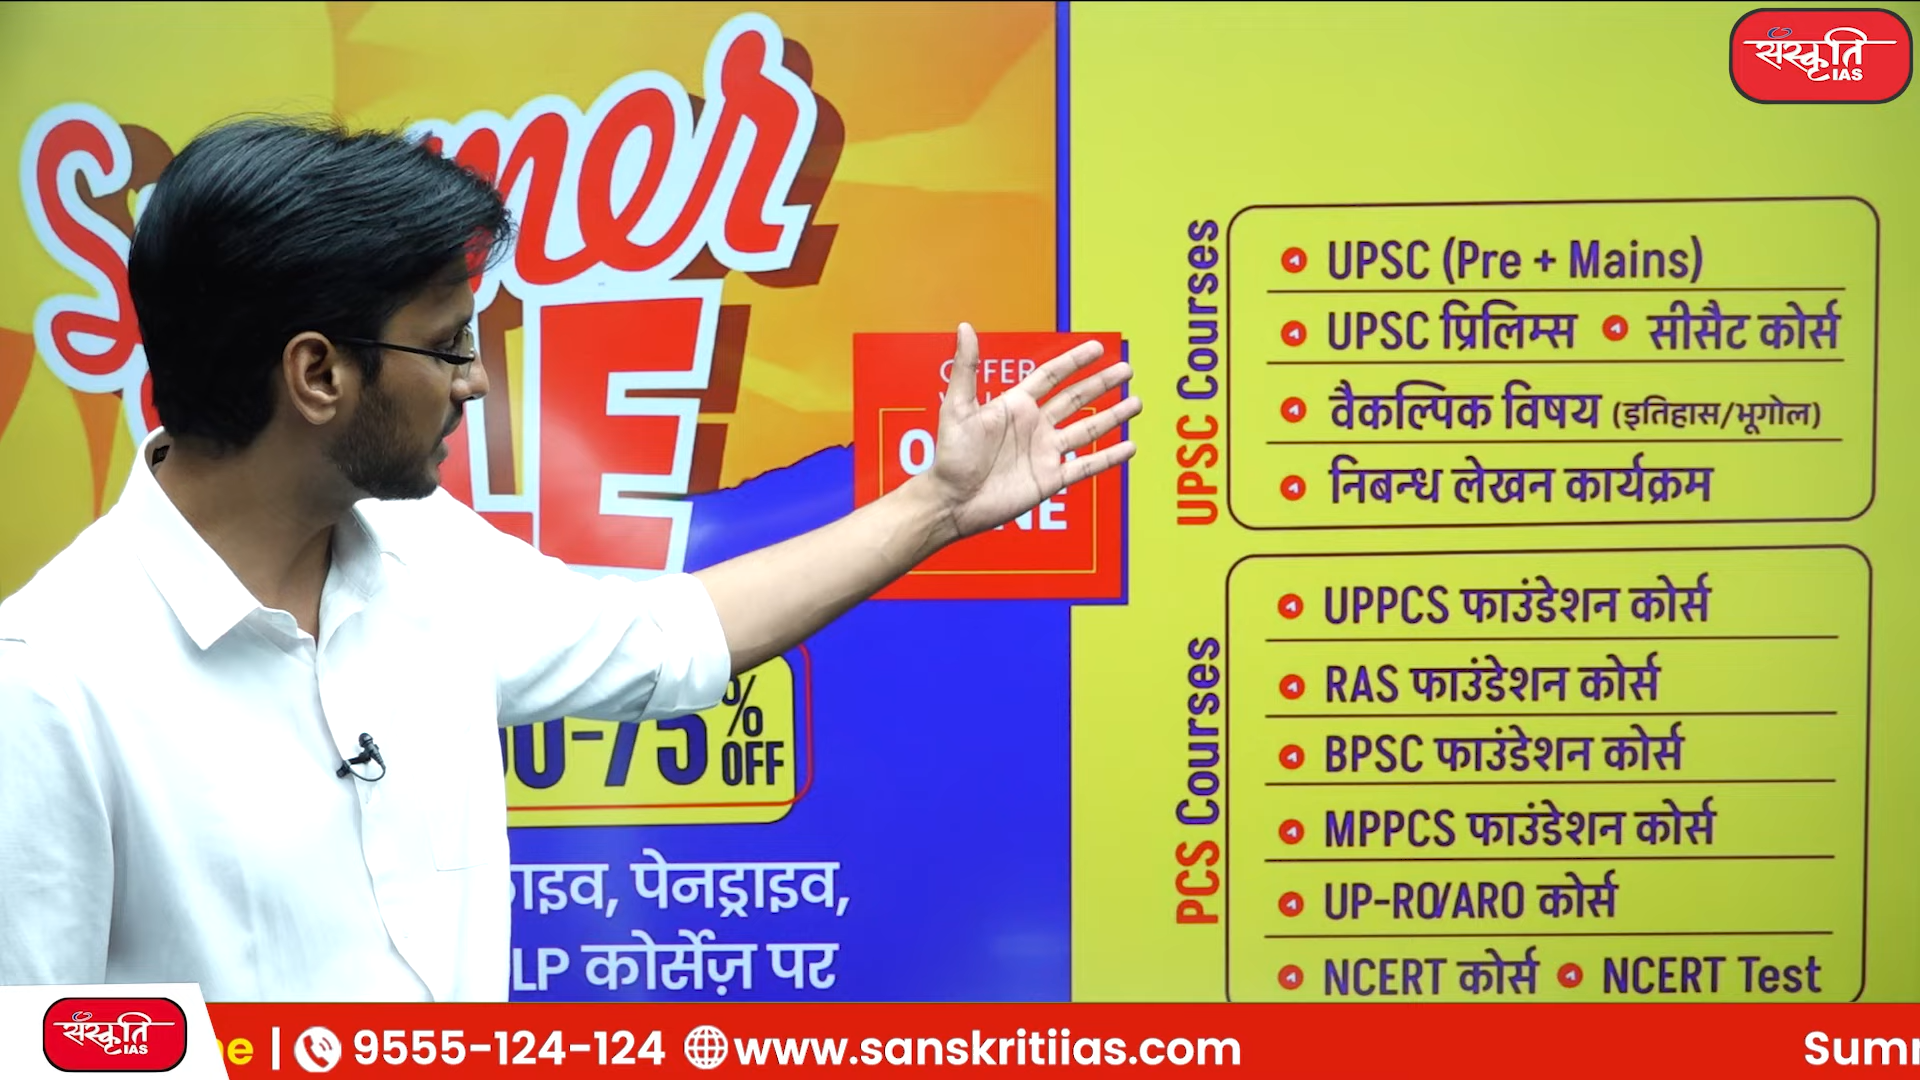 संस्कृति
IAS
OFFER
UPSC Courses
UPSC (Pre + Mains)
UPSC प्रिलिम्स • सीसैट कोर्स
वैकल्पिक विषय (इतिहास/भूगोल)
निबन्ध लेखन कार्यक्रम
% OFF
पेनड्राइव,
कोर्सेज़ पर
PCS Courses
UPPCS फाउंडेशन कोर्स
RAS फाउंडेशन कोर्स
BPSC फाउंडेशन कोर्स
MPPCS फाउंडेशन कोर्स
UP-RO/ARO कोर्स
NCERT कोर्स • NCERT Test
संस्कृति
IAS
| 9555-124-124 www.sanskritiias.com